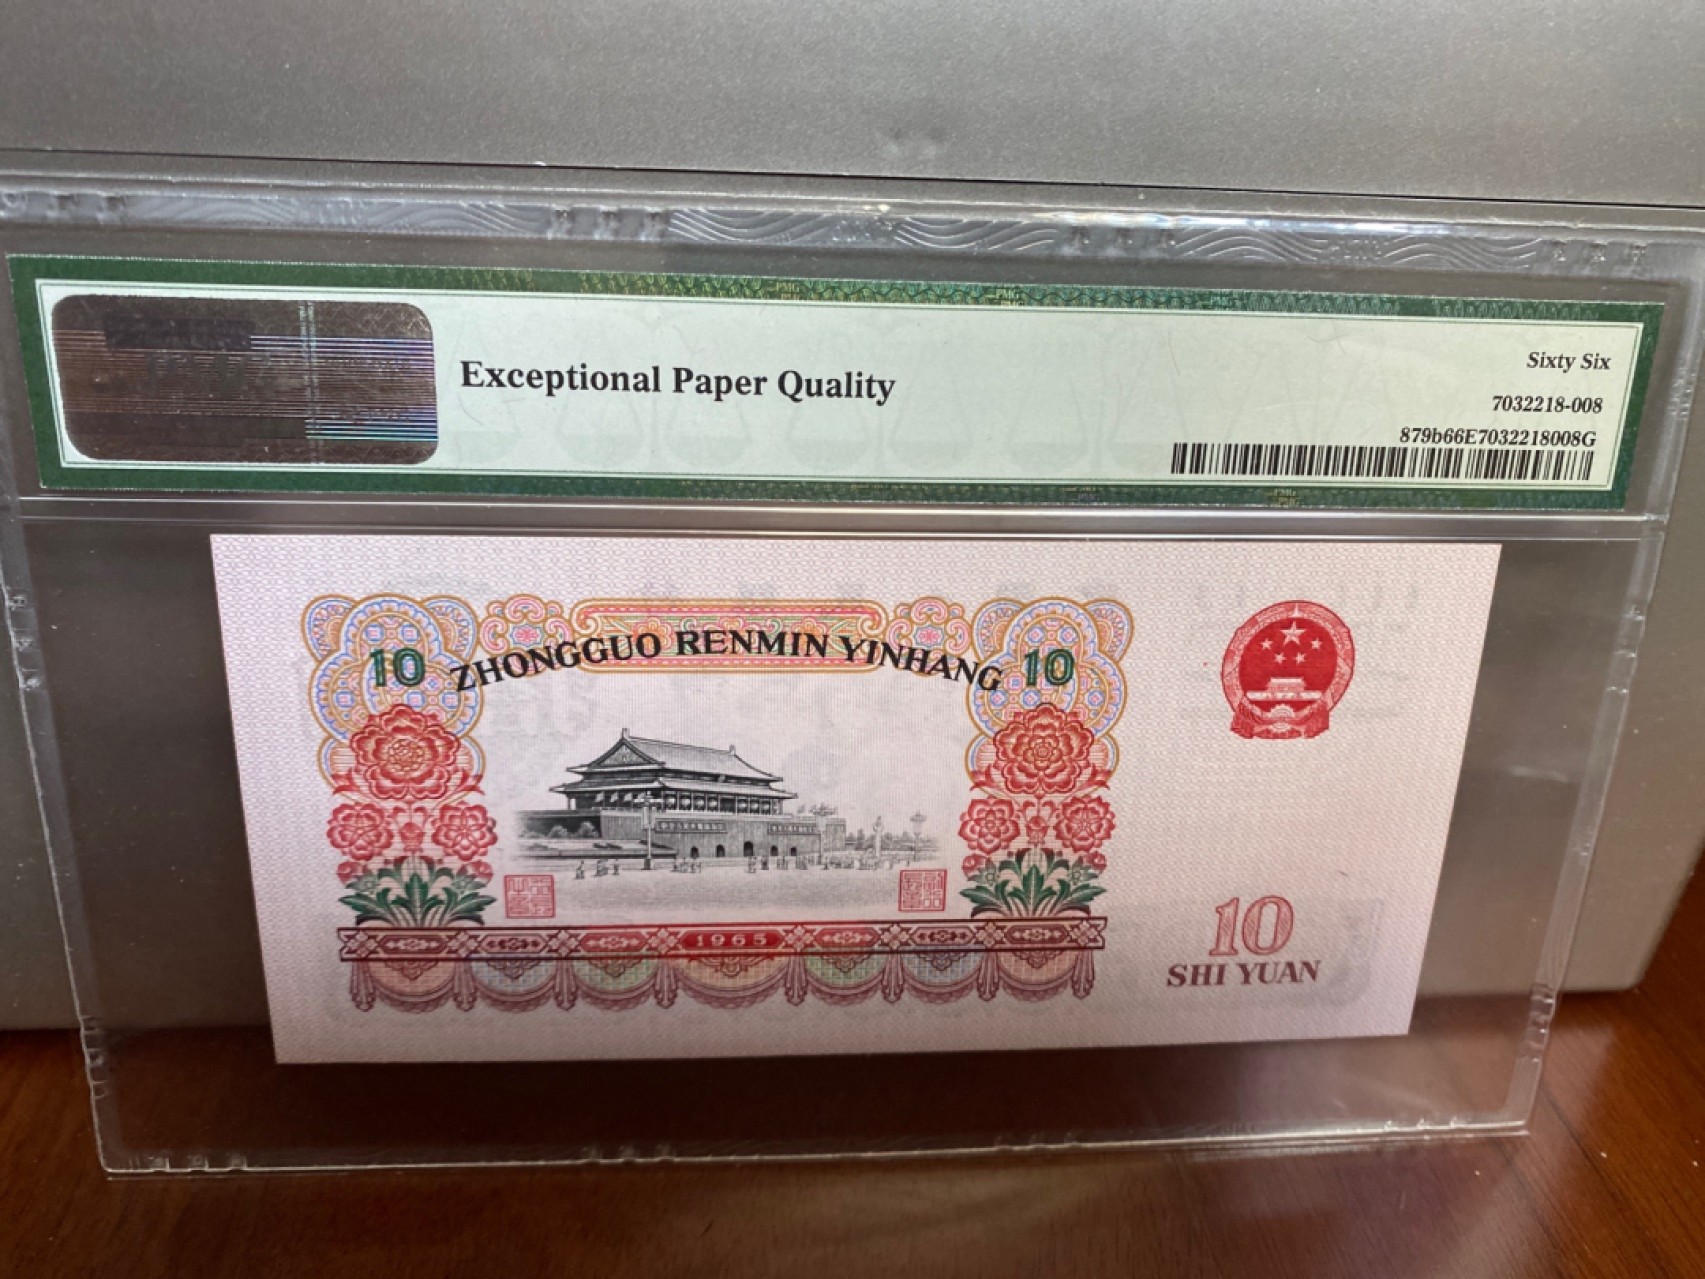 Exceptional Paper Quality
Sixty Six
7032218-008
879b66E7032218008G
ZHONGGUO RENMIN YINHANG
10
10
1965
10
SHI YUAN